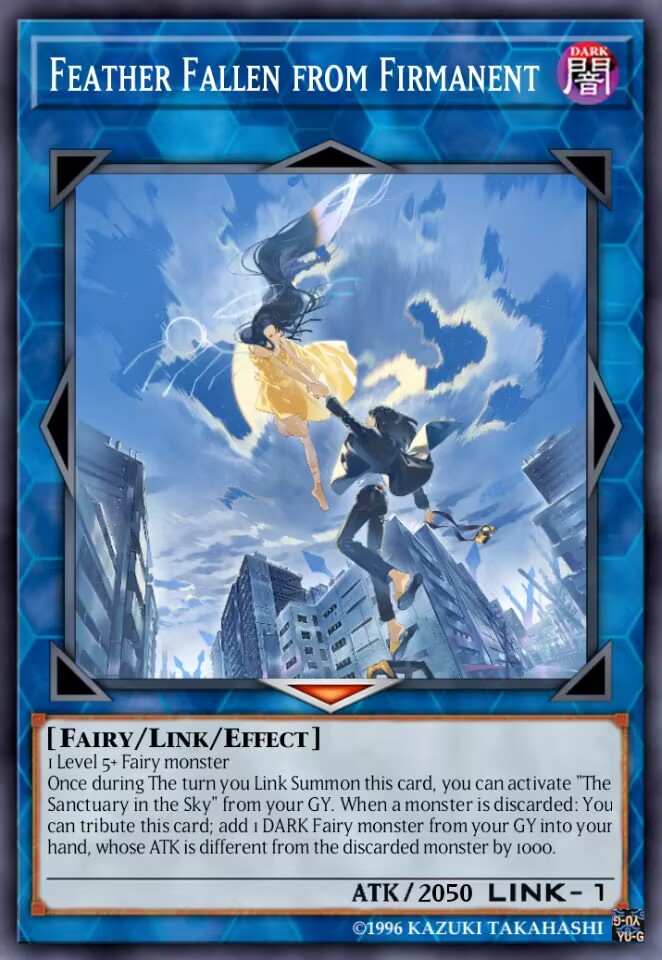 FEATHER FALLEN FROM FIRMANENT
DARK
闇
[FAIRY/LINK/EFFECT]
1 Level 5+ Fairy monster
Once during The turn you Link Summon this card, you can activate "The
Sanctuary in the Sky" from your GY. When a monster is discarded: You
can tribute this card; add 1 DARK Fairy monster from your GY into your
hand, whose ATK is different from the discarded monster by 1000.
ATK/2050 LINK-1
©1996 KAZUKI TAKAHASHI